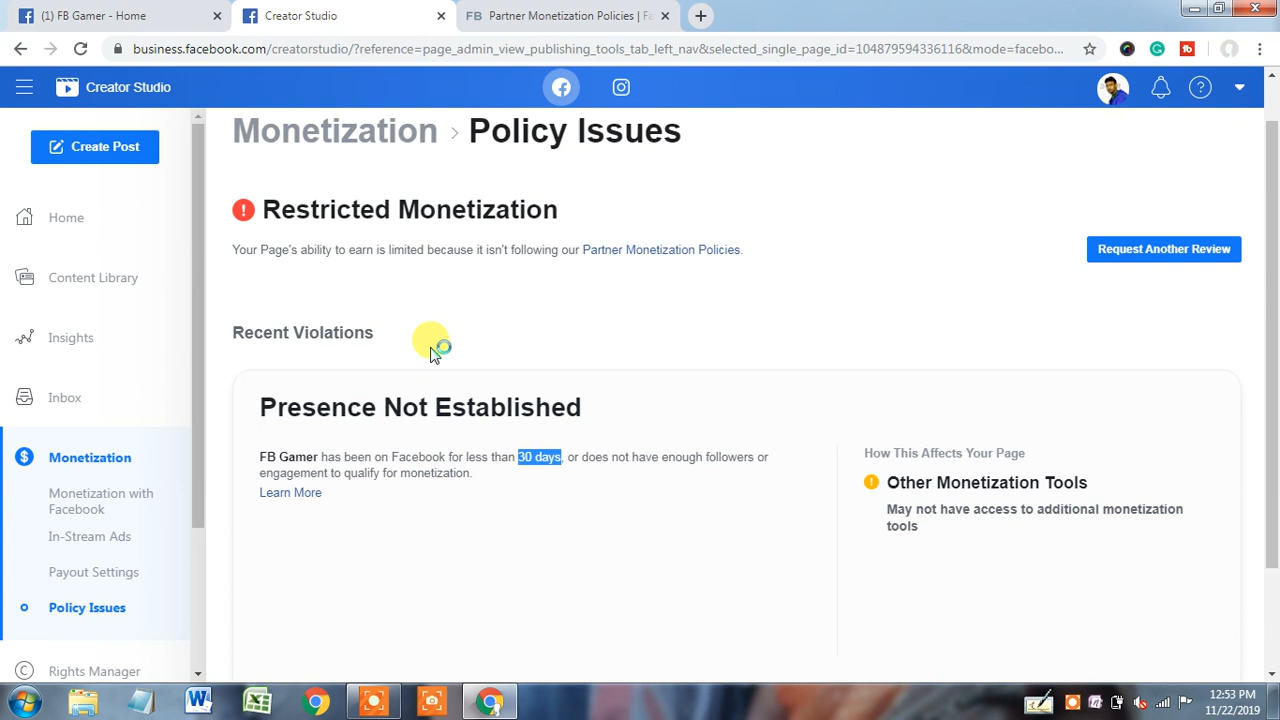 (1) FB Gamer - Home
Creator Studio
FB Partner Monetization Policies | Fa
business.facebook.com/creatorstudio/?reference=page_admin_view_publishing_tools_tab_left_nav&selected_single_page_id=104879594336116&mode=facebo...
Creator Studio
Create Post
Home
Content Library
Insights
Inbox
Monetization
Monetization with
Facebook
In-Stream Ads
Payout Settings
Policy Issues
Rights Manager
Monetization > Policy Issues
Restricted Monetization
Your Page's ability to earn is limited because it isn't following our Partner Monetization Policies.
Request Another Review
Recent Violations
Presence Not Established
FB Gamer has been on Facebook for less than 30 days, or does not have enough followers or
engagement to qualify for monetization.
Learn More
How This Affects Your Page
Other Monetization Tools
May not have access to additional monetization
tools
12:53 PM
11/22/2019